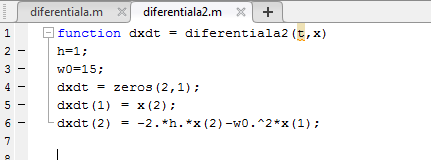 diferentiala.m × diferentiala2.m × +
1 function dxdt = diferentiala2(t,x)
2 - h=1;
3 - w0=15;
4 - dxdt = zeros(2,1);
5 - dxdt(1) = x(2);
6 - dxdt(2) = -2.*h.*x(2)-w0.^2*x(1);
7
8